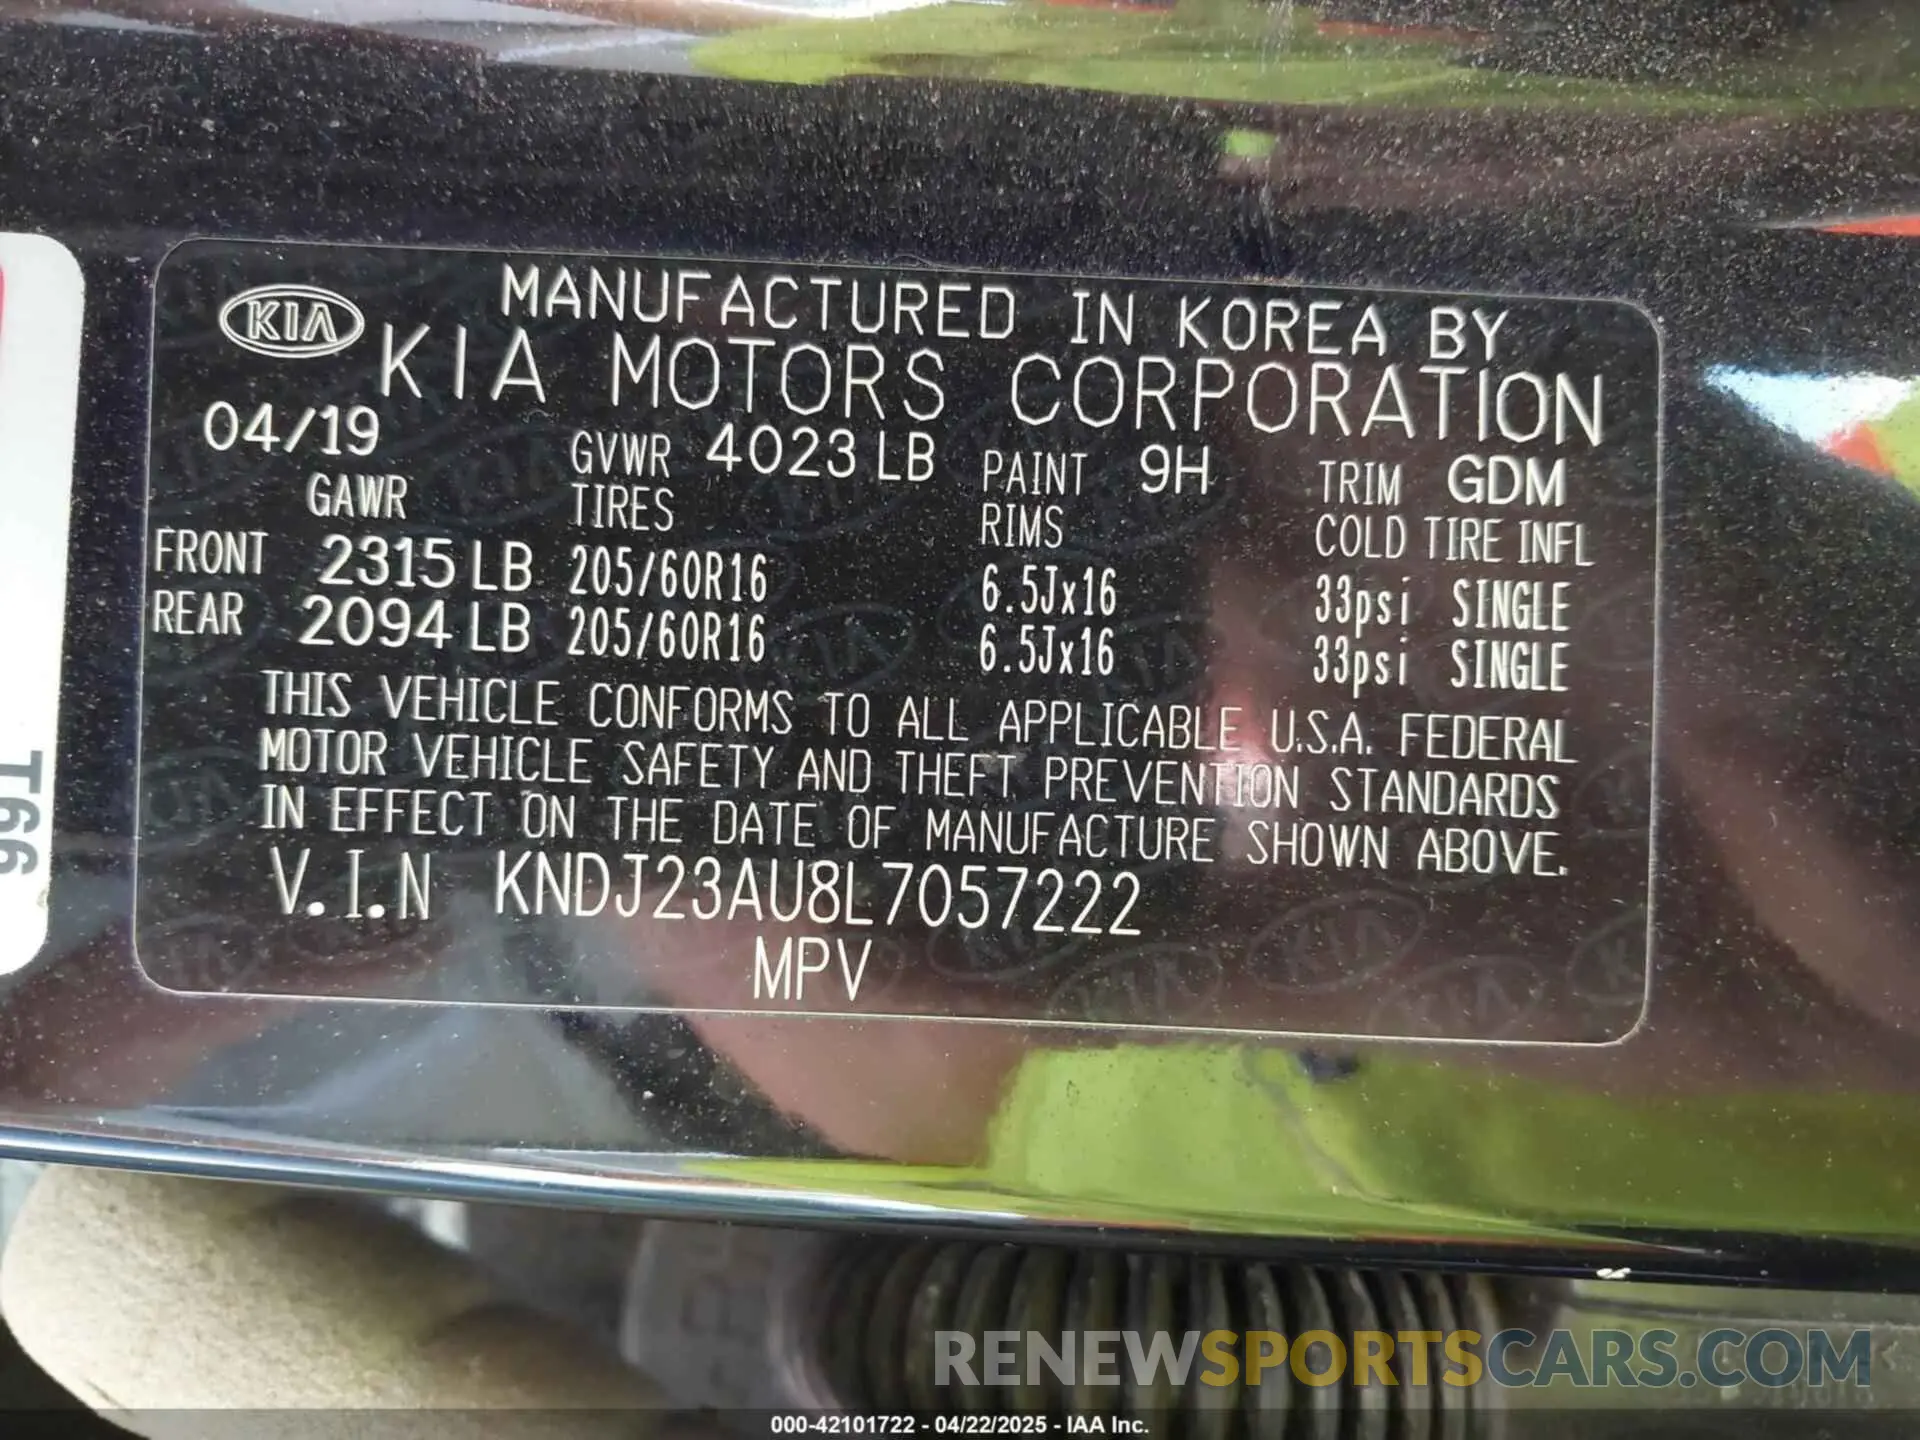 MANUFACTURED IN KOREA BY
KIA
KIA MOTORS CORPORATION
04/19 GVWR 4023 LB PAINT 9H TRIM GDM
GAWR TIRES RIMS COLD TIRE INFL
FRONT 2315 LB 205/60R16 6.5Jx16 33psi SINGLE
REAR 2094 LB 205/60R16 6.5Jx16 33psi SINGLE
THIS VEHICLE CONFORMS TO ALL APPLICABLE U.S.A. FEDERAL
MOTOR VEHICLE SAFETY AND THEFT PREVENTION STANDARDS
IN EFFECT ON THE DATE OF MANUFACTURE SHOWN ABOVE.
V.I.N KNDJ23AU8L7057222
MPV
RENEWSPORTSCARS.COM
000-42101722 - 04/22/2025 - IAA Inc.